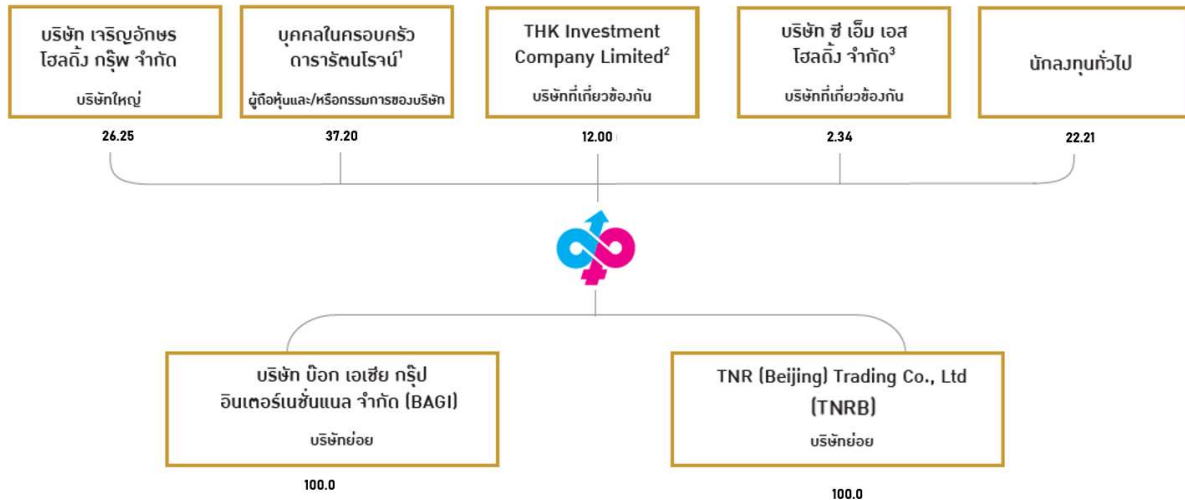 บริษัท เจริญอักษร
โฮลดิ้ง กรุ๊พ จำกัด
บริษัทใหญ่
26.25
บุคคลในครอบครัว
ดารารัตนโรจน์¹
ผู้ถือหุ้นและ/หรือกรรมการของบริษัท
37.20
THK Investment
Company Limited²
บริษัทที่เกี่ยวข้องกัน
12.00
บริษัท ซี เอ็ม เอส
โฮลดิ้ง จำกัด³
บริษัทที่เกี่ยวข้องกัน
2.34
นักลงทุนทั่วไป
22.21
บริษัท บ๊อก เอเชีย กรุ๊ป
อินเตอร์เนชั่นแนล จำกัด (BAGI)
บริษัทย่อย
100.0
TNR (Beijing) Trading Co., Ltd
(TNRB)
บริษัทย่อย
100.0